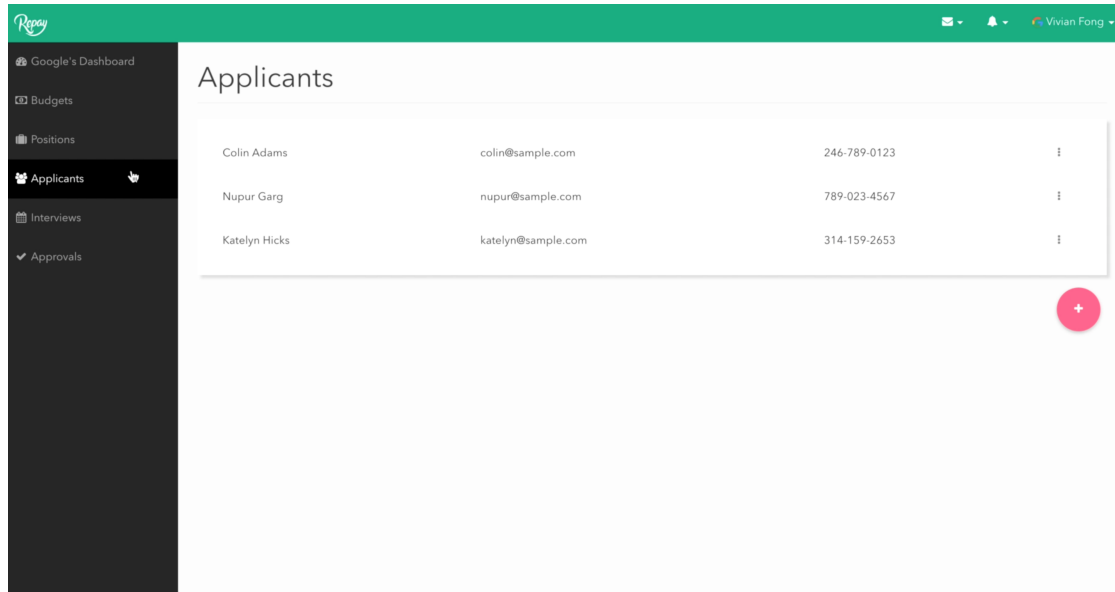 Repay
Vivian Fong
Google's Dashboard
Budgets
Positions
Applicants
Interviews
Approvals
Applicants
Colin Adams colin@sample.com 246-789-0123
Nupur Garg nupur@sample.com 789-023-4567
Katelyn Hicks katelyn@sample.com 314-159-2653